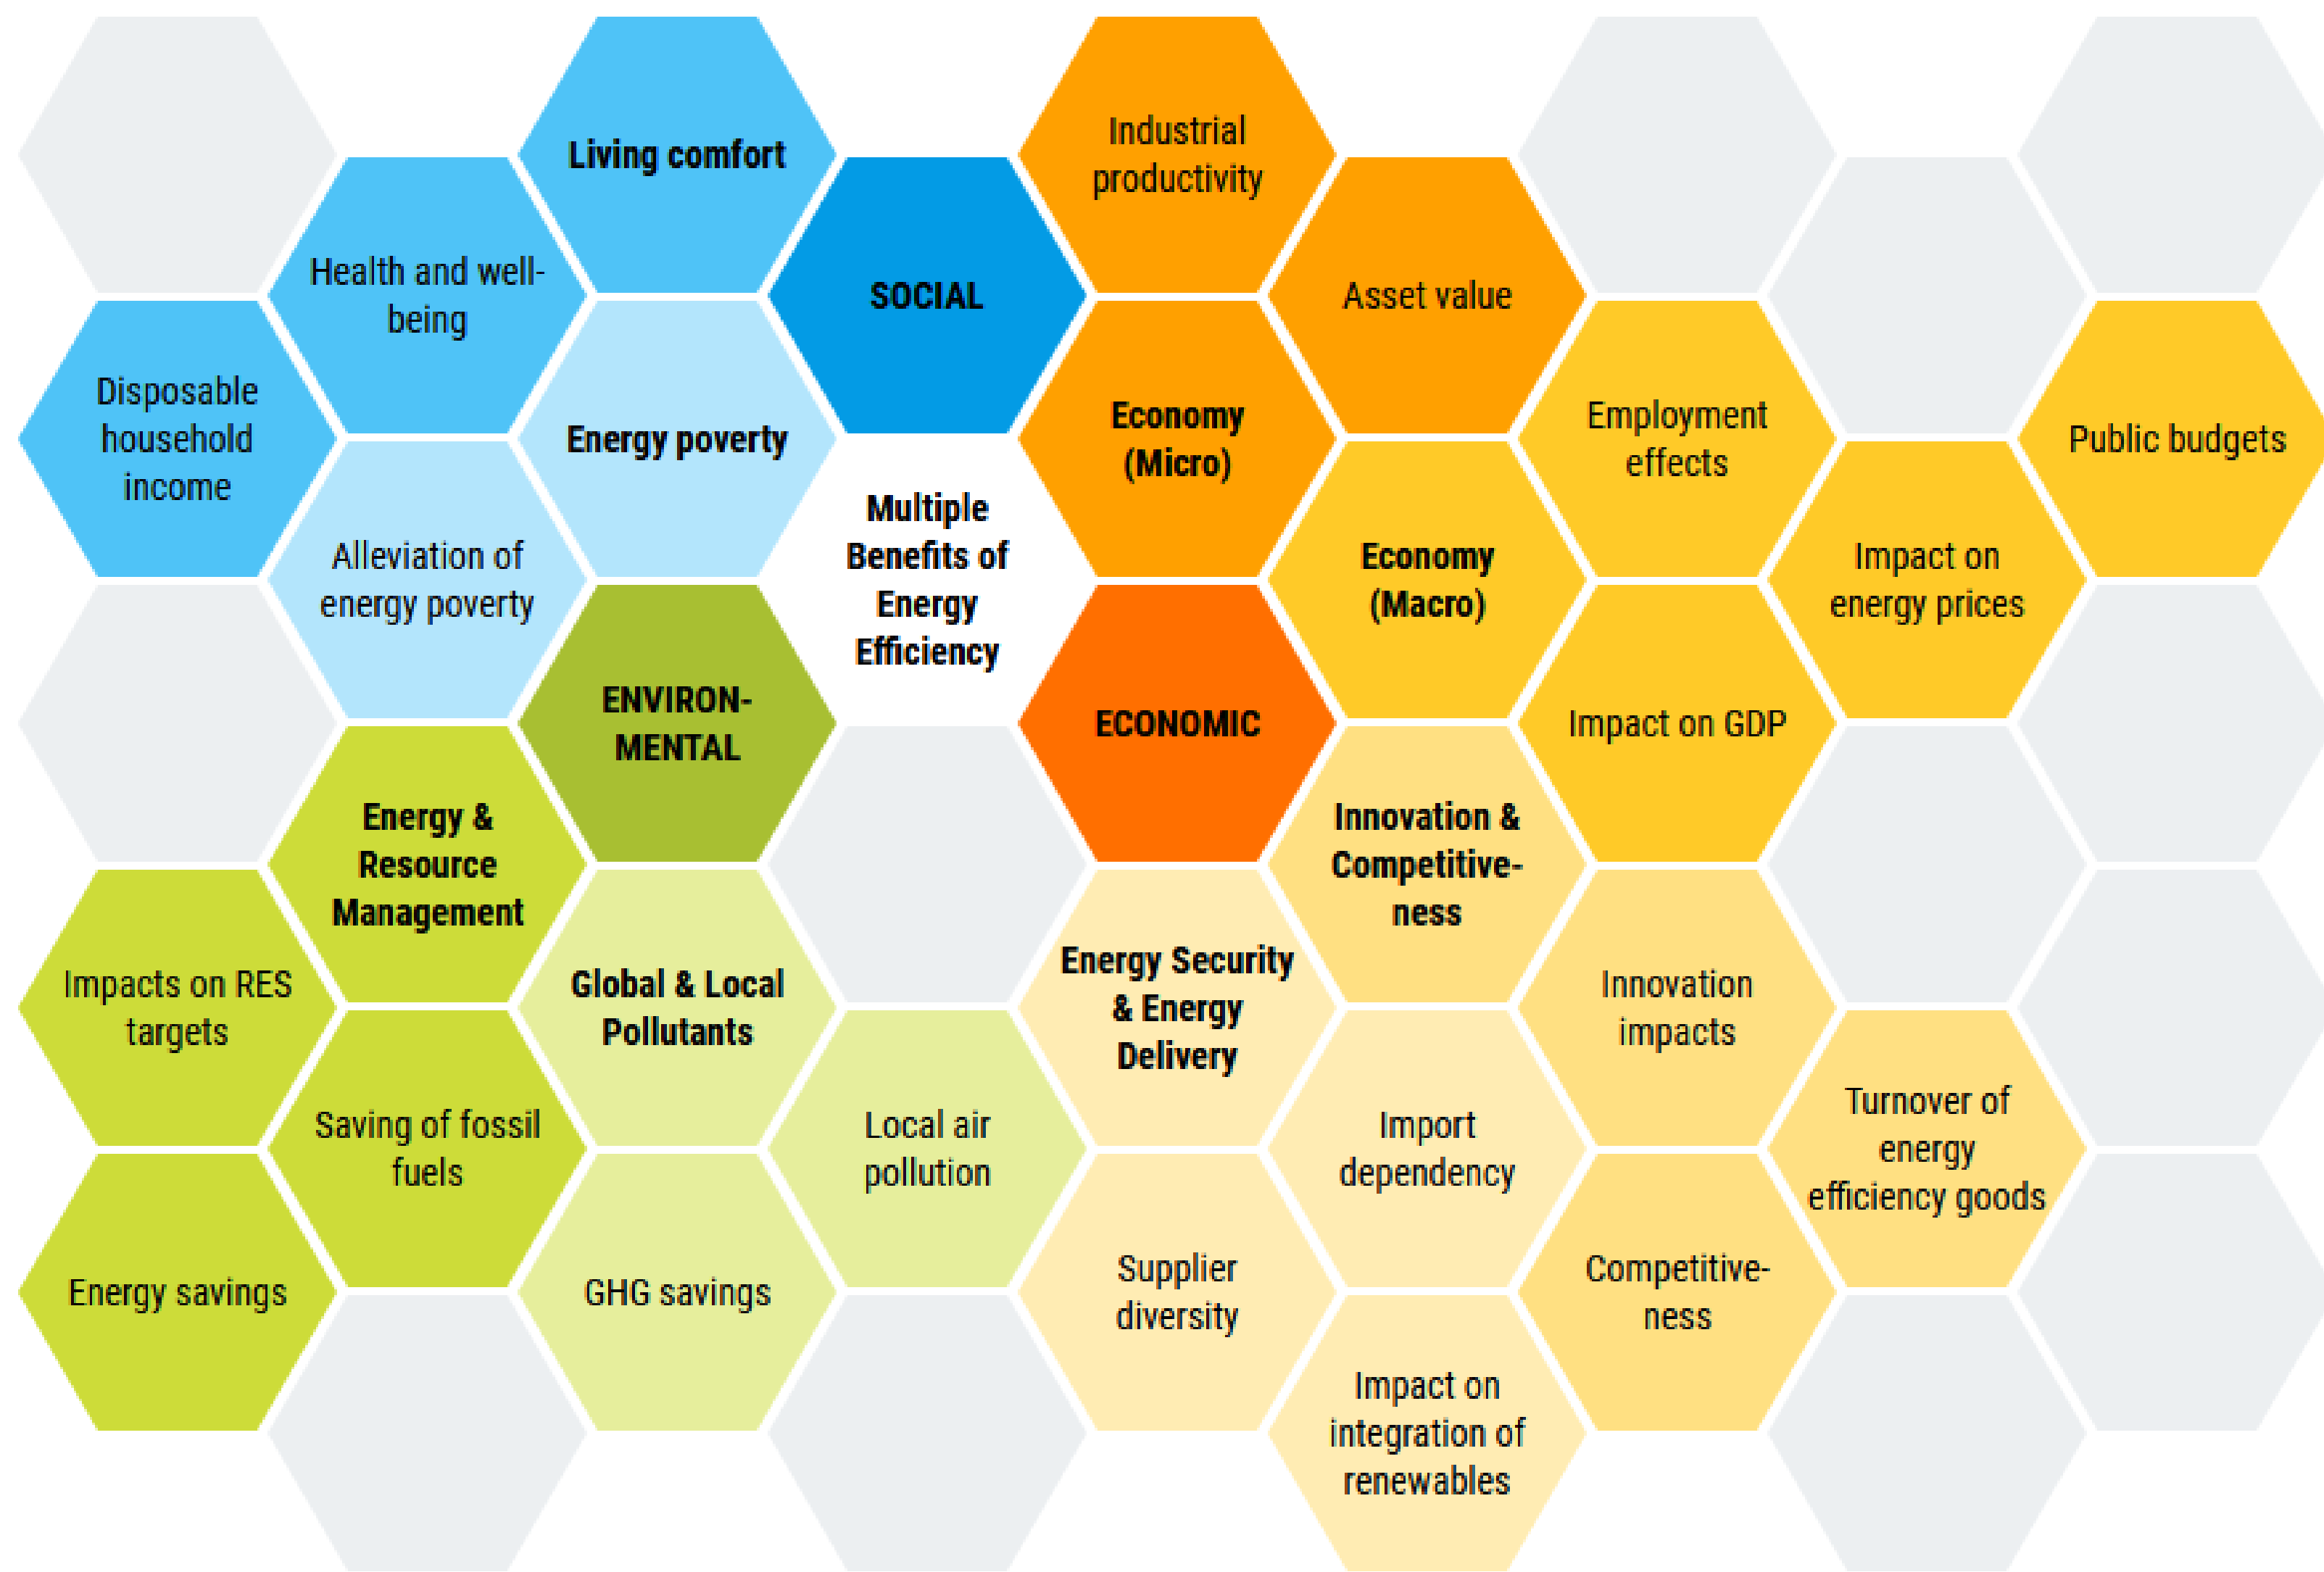 Living comfort
Industrial
productivity
Health and well-
being
SOCIAL
Asset value
Disposable
household
income
Energy poverty
Economy
(Micro)
Employment
effects
Public budgets
Alleviation of
energy poverty
Multiple
Benefits of
Energy
Efficiency
Economy
(Macro)
Impact on
energy prices
ENVIRON-
MENTAL
ECONOMIC
Impact on GDP
Energy &
Resource
Management
Innovation &
Competitive-
ness
Impacts on RES
targets
Global & Local
Pollutants
Energy Security
& Energy
Delivery
Innovation
impacts
Saving of fossil
fuels
Local air
pollution
Import
dependency
Turnover of
energy
efficiency goods
Energy savings
GHG savings
Supplier
diversity
Competitive-
ness
Impact on
integration of
renewables